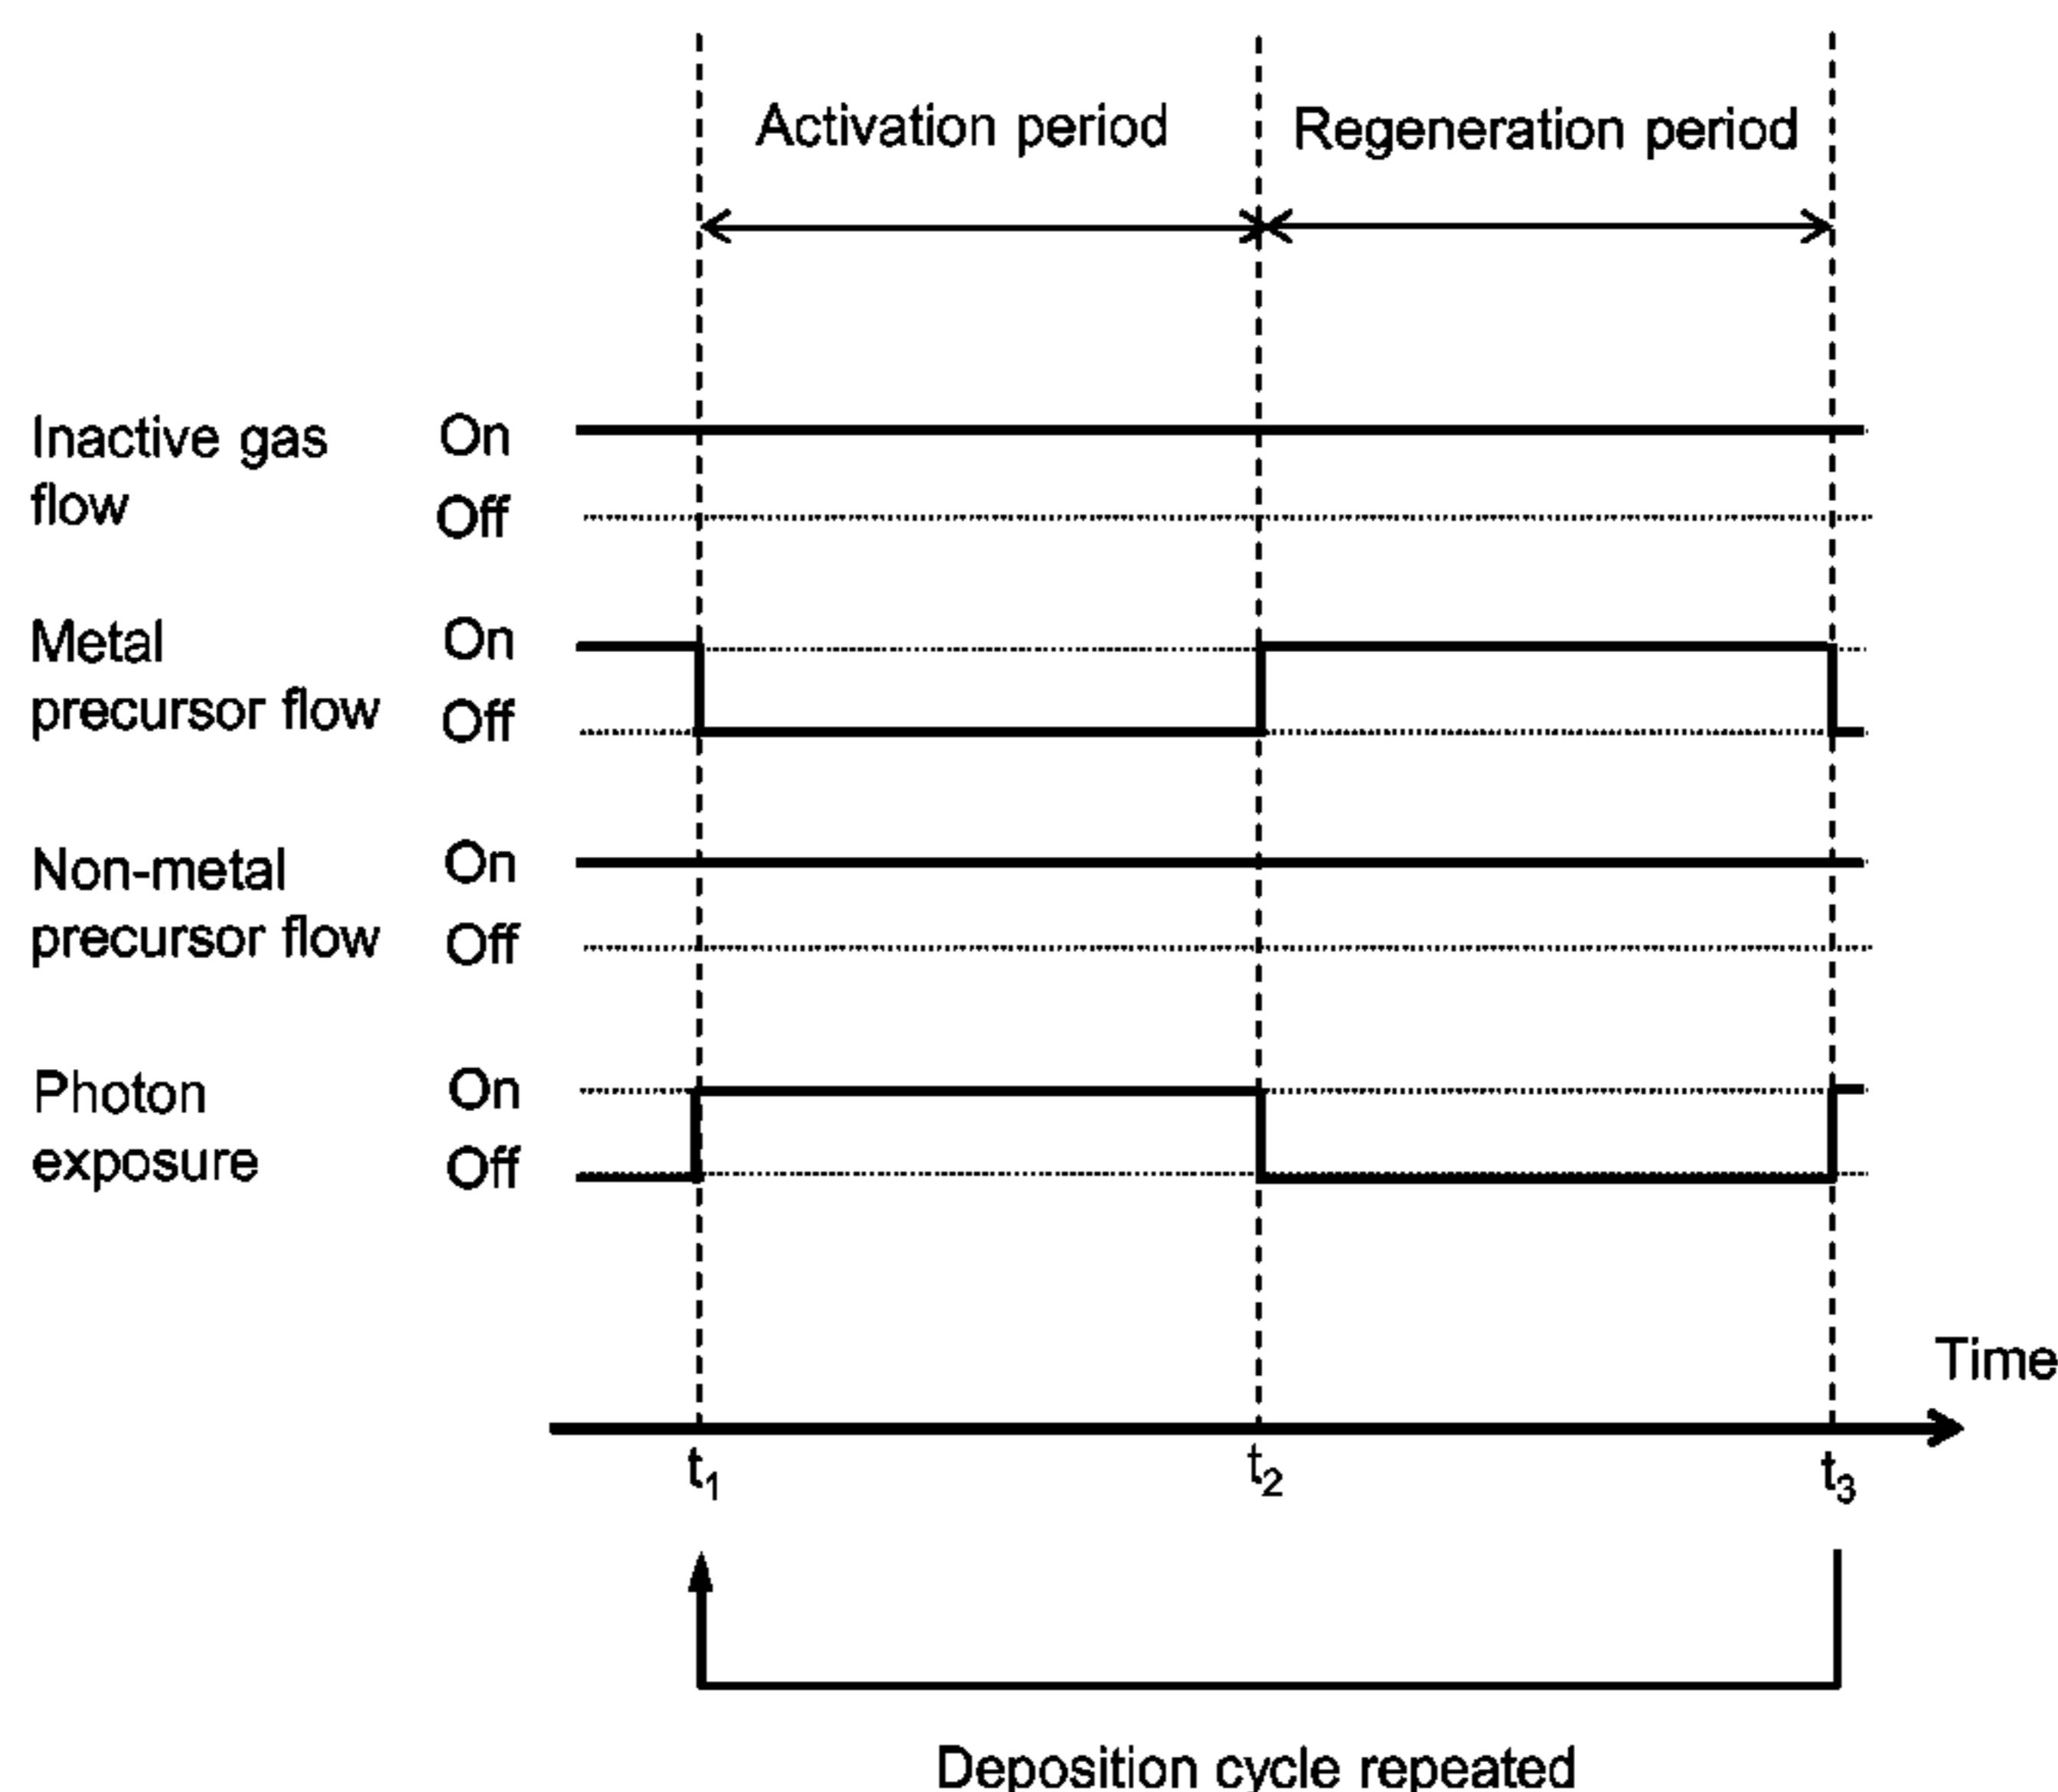 Activation period
Regeneration period
Inactive gas
flow
On
Off
Metal
precursor flow
On
Off
Non-metal
precursor flow
On
Off
Photon
exposure
On
Off
Time
t₁
t₂
t₃
Deposition cycle repeated